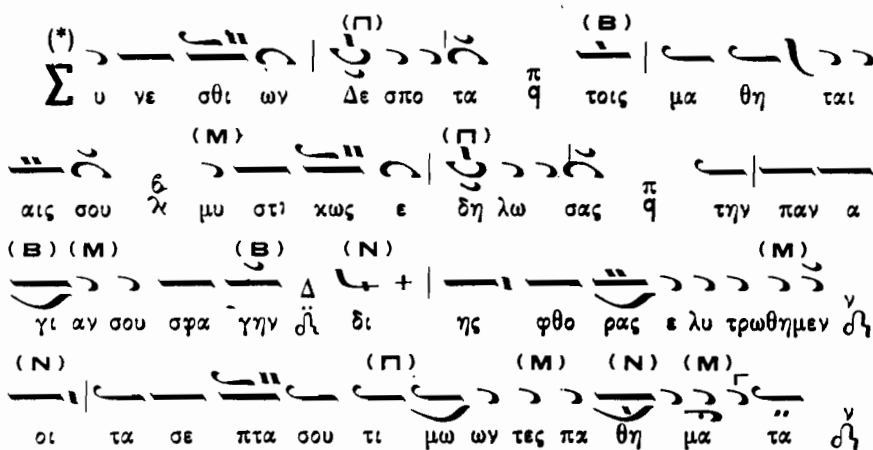 (*) (Π) (Β)
Συ νε σθι ων Δε σπο τα π q τοις μα θη ται
(Μ) (Π)
αις σου μυ στι κως ε δη λω σας π q την παν α
(Β) (Μ) (Β) (Ν) (Μ)
γι αν σου σφα γην Δ δι ης φθο ρας ε λυ τρωθημεν ν
(Ν) (Π) (Μ) (Ν) (Μ)
οι τα σε πτα σου τι μω ων τες πα θη μα τα ν